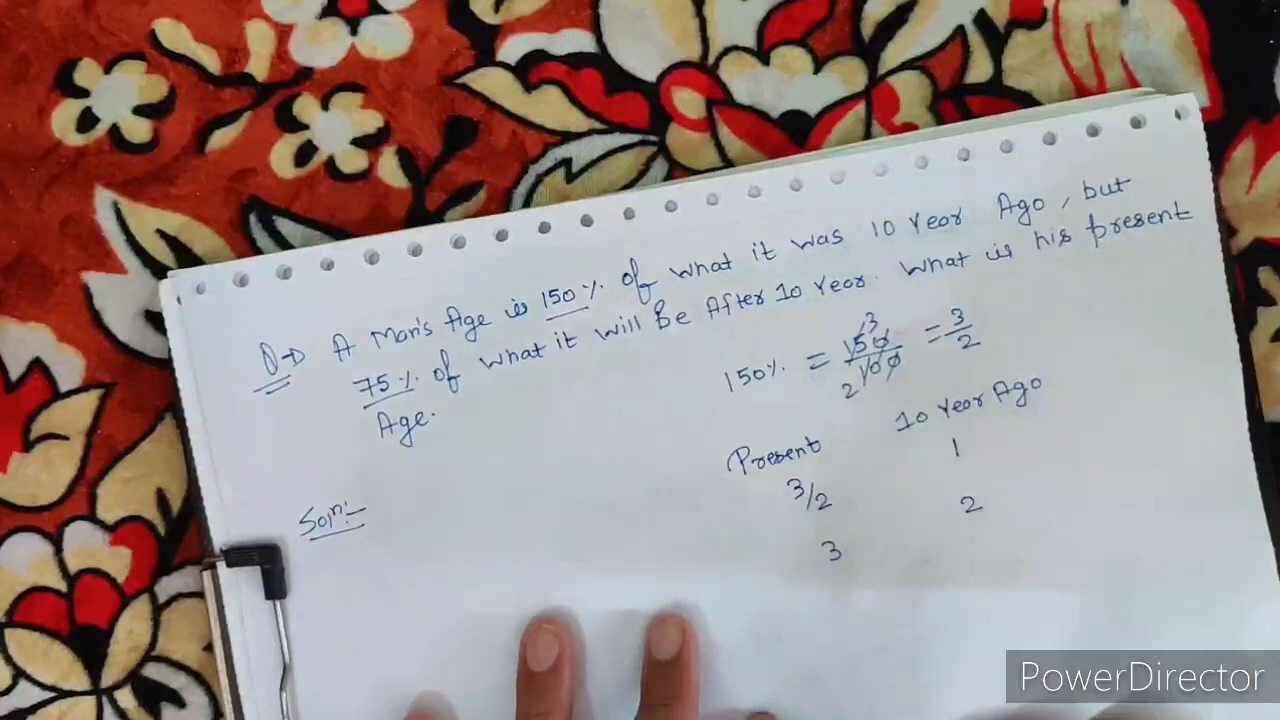 Q→ A Man's Age is 150% of what it was 10 Year Ago, but
75% of what it will Be After 10 Year. What is his present
Age.
150% = 150/100 = 3/2
3
2
Present 10 Year Ago
3/2 1
3 2
Soln:-
PowerDirector